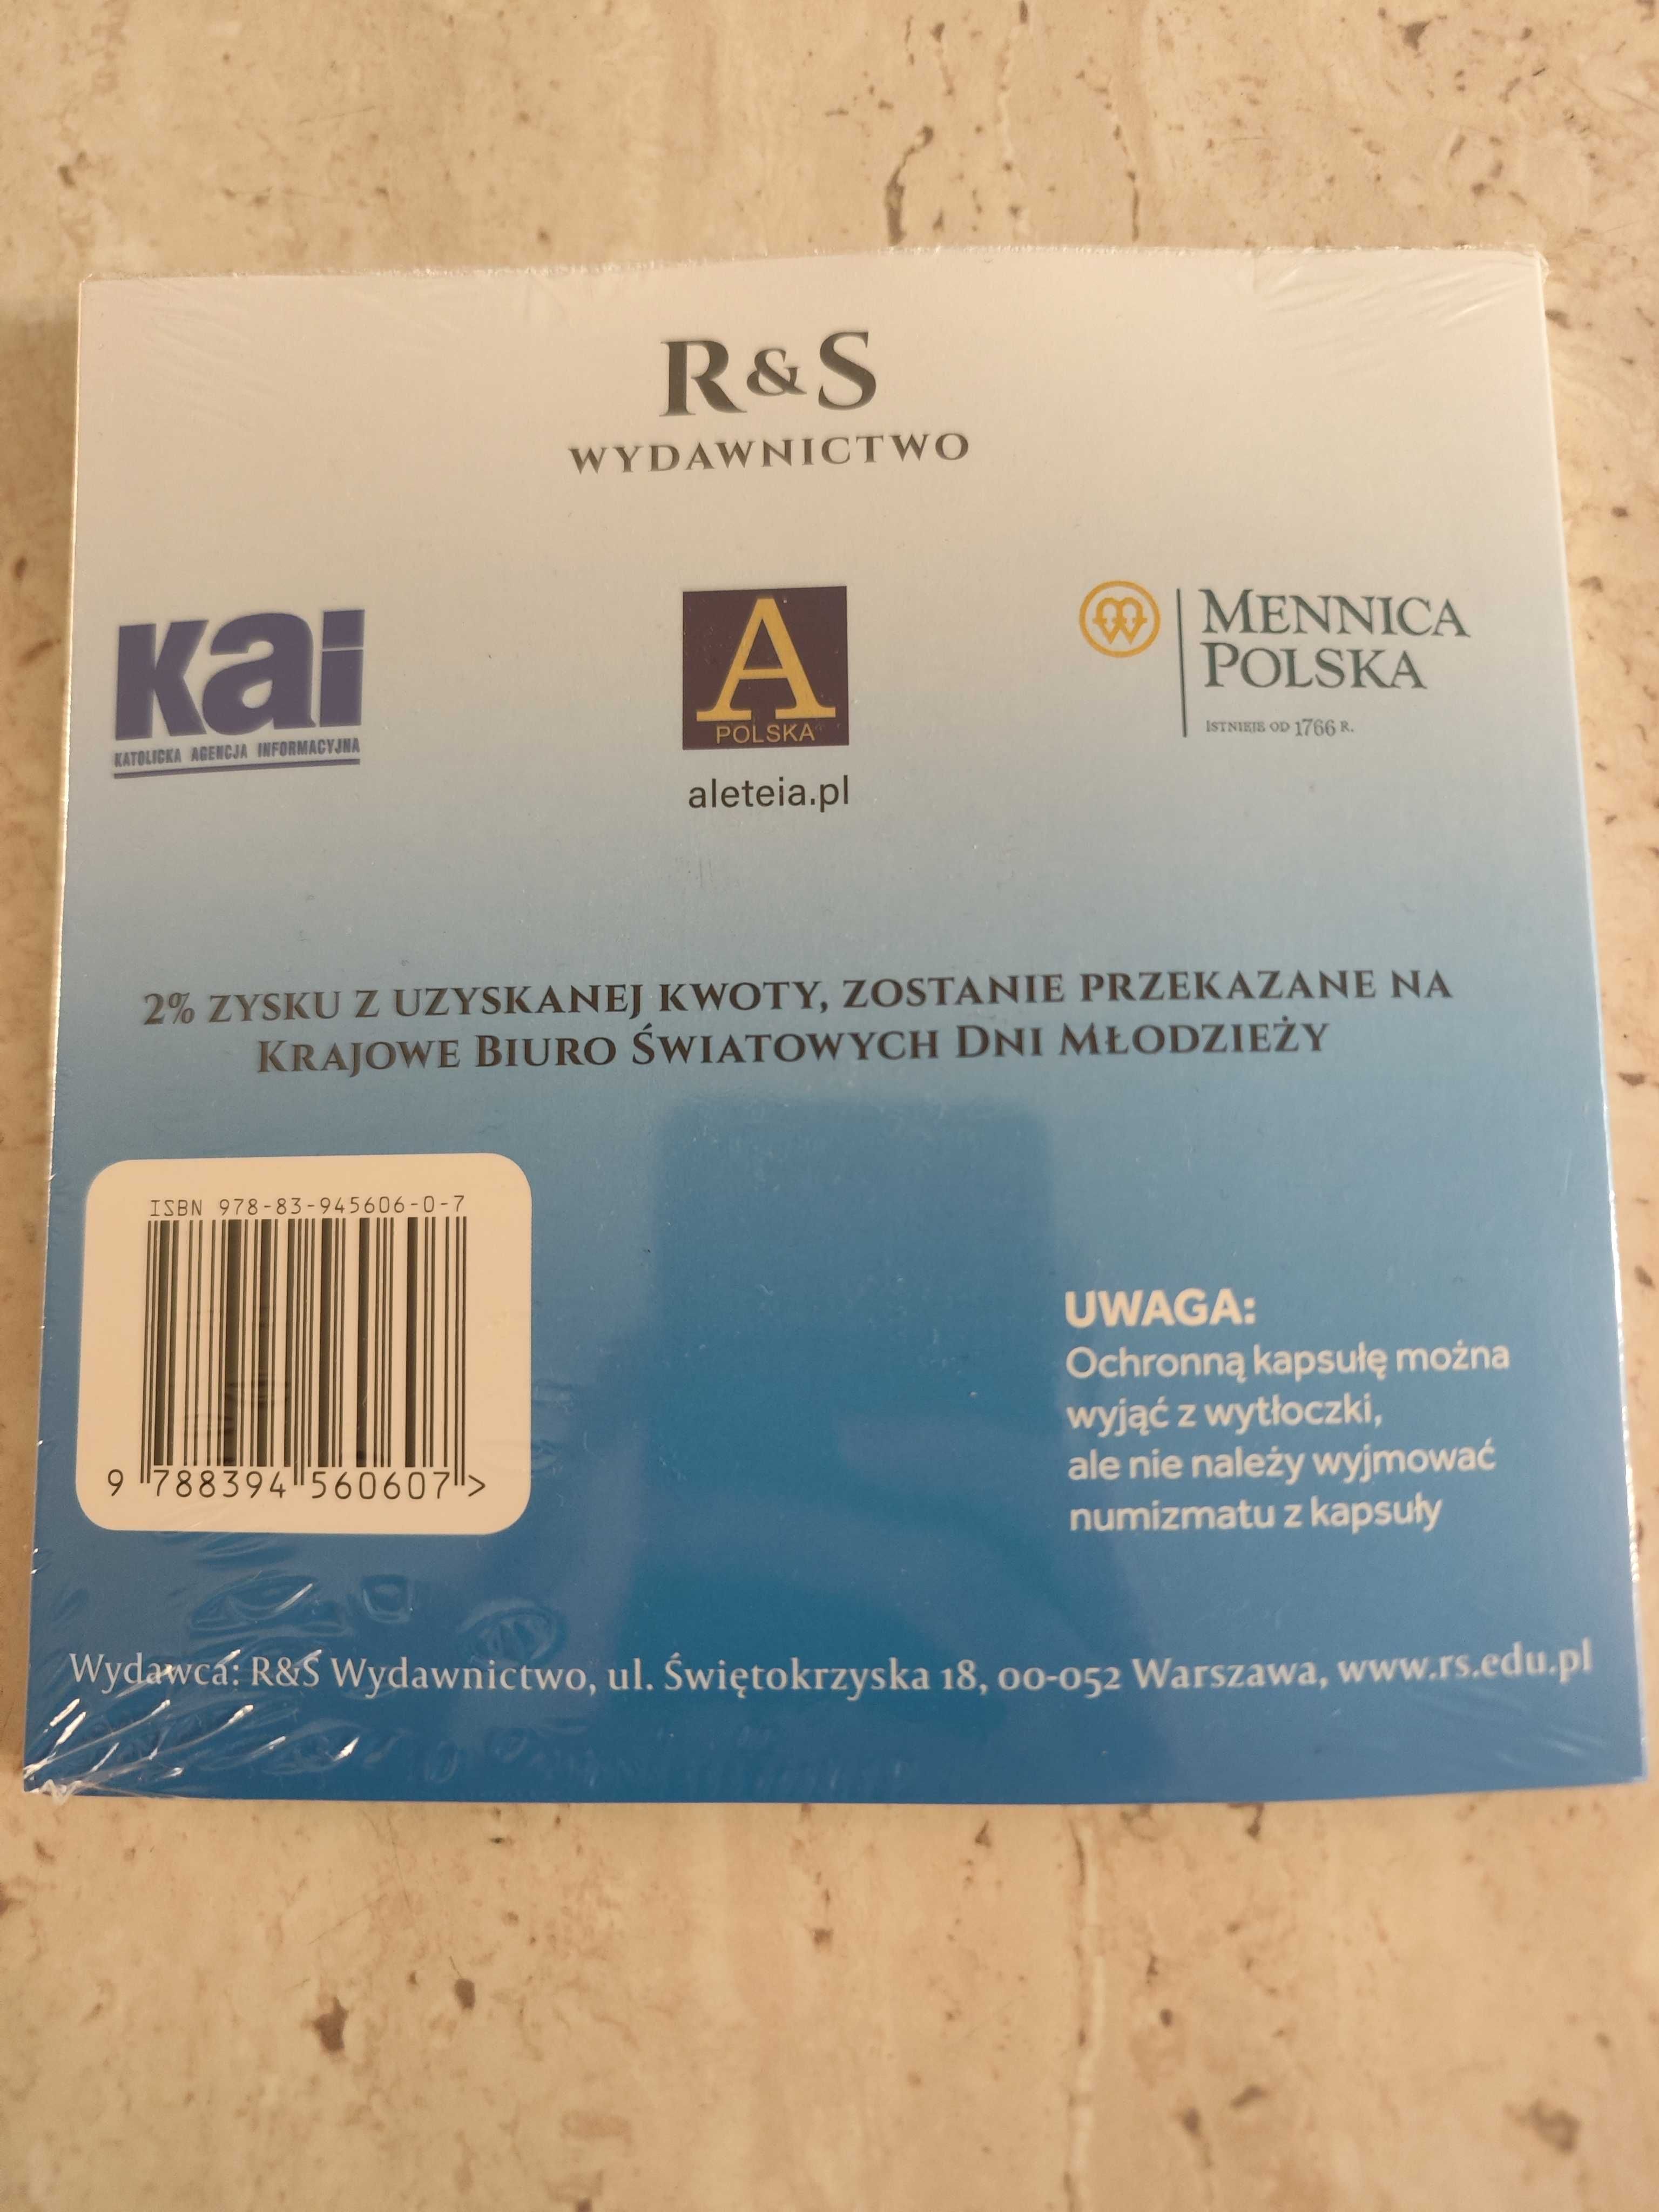 R&S
WYDAWNICTWO
kai
KATOLICKA AGENCJA INFORMACYJNA
A
POLSKA
aleteia.pl
MENNICA
POLSKA
ISTNIEJE OD 1766 R.
2% ZYSKU Z UZYSKANEJ KWOTY, ZOSTANIE PRZEKAZANE NA
KRAJOWE BIURO ŚWIATOWYCH DNI MŁODZIEŻY
ISBN 978-83-945606-0-7
9 788394 560607 >
UWAGA:
Ochronną kapsułę można
wyjąć z wytłoczki,
ale nie należy wyjmować
numizmatu z kapsuły
Wydawca: R&S Wydawnictwo, ul. Świętokrzyska 18, 00-052 Warszawa, www.rs.edu.pl